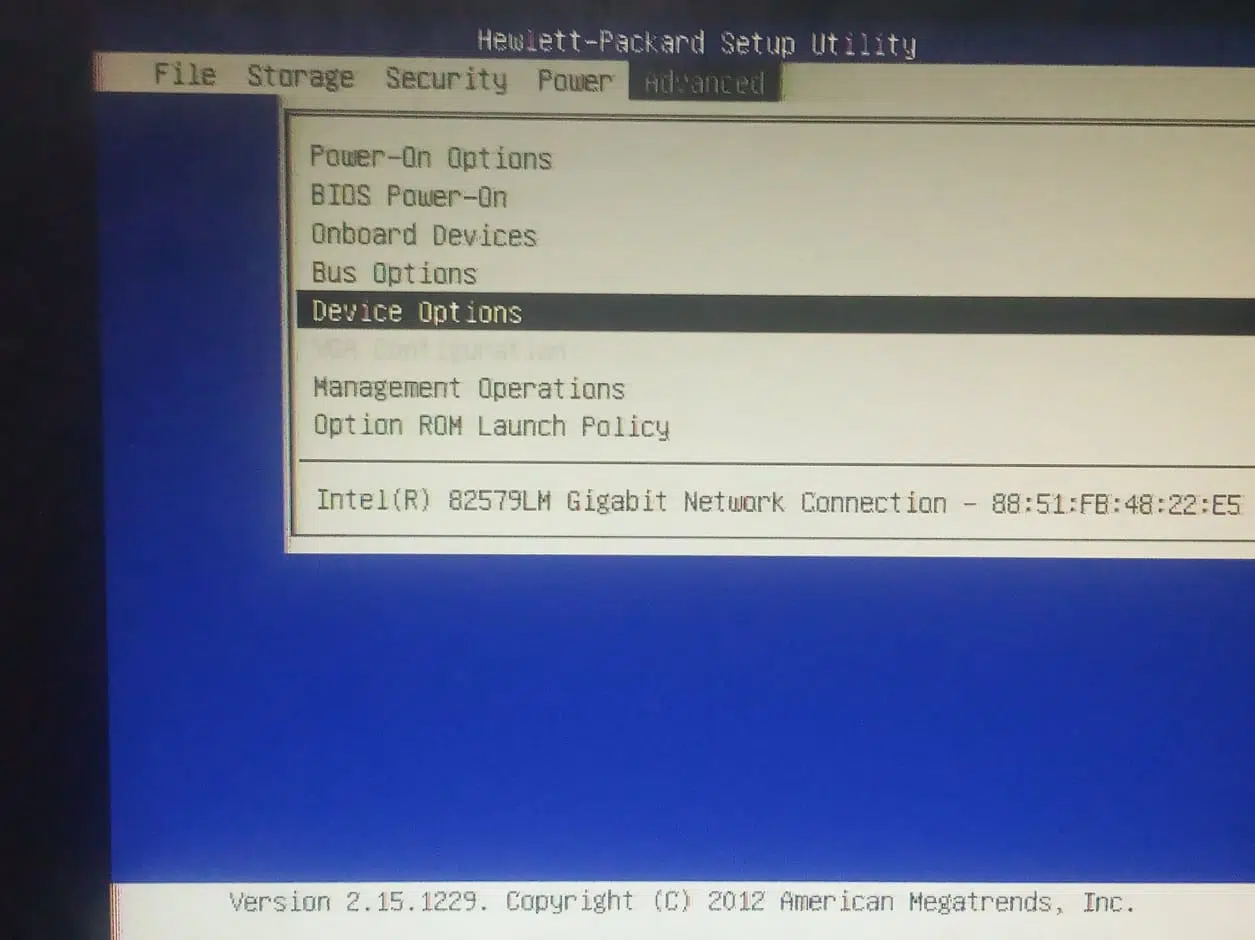 Hewlett-Packard Setup Utility
File Storage Security Power Advanced
Power-On Options
BIOS Power-On
Onboard Devices
Bus Options
Device Options
VGA Configuration
Management Operations
Option ROM Launch Policy
Intel(R) 82579LM Gigabit Network Connection - 88:51:FB:48:22:E5
Version 2.15.1229. Copyright (C) 2012 American Megatrends, Inc.